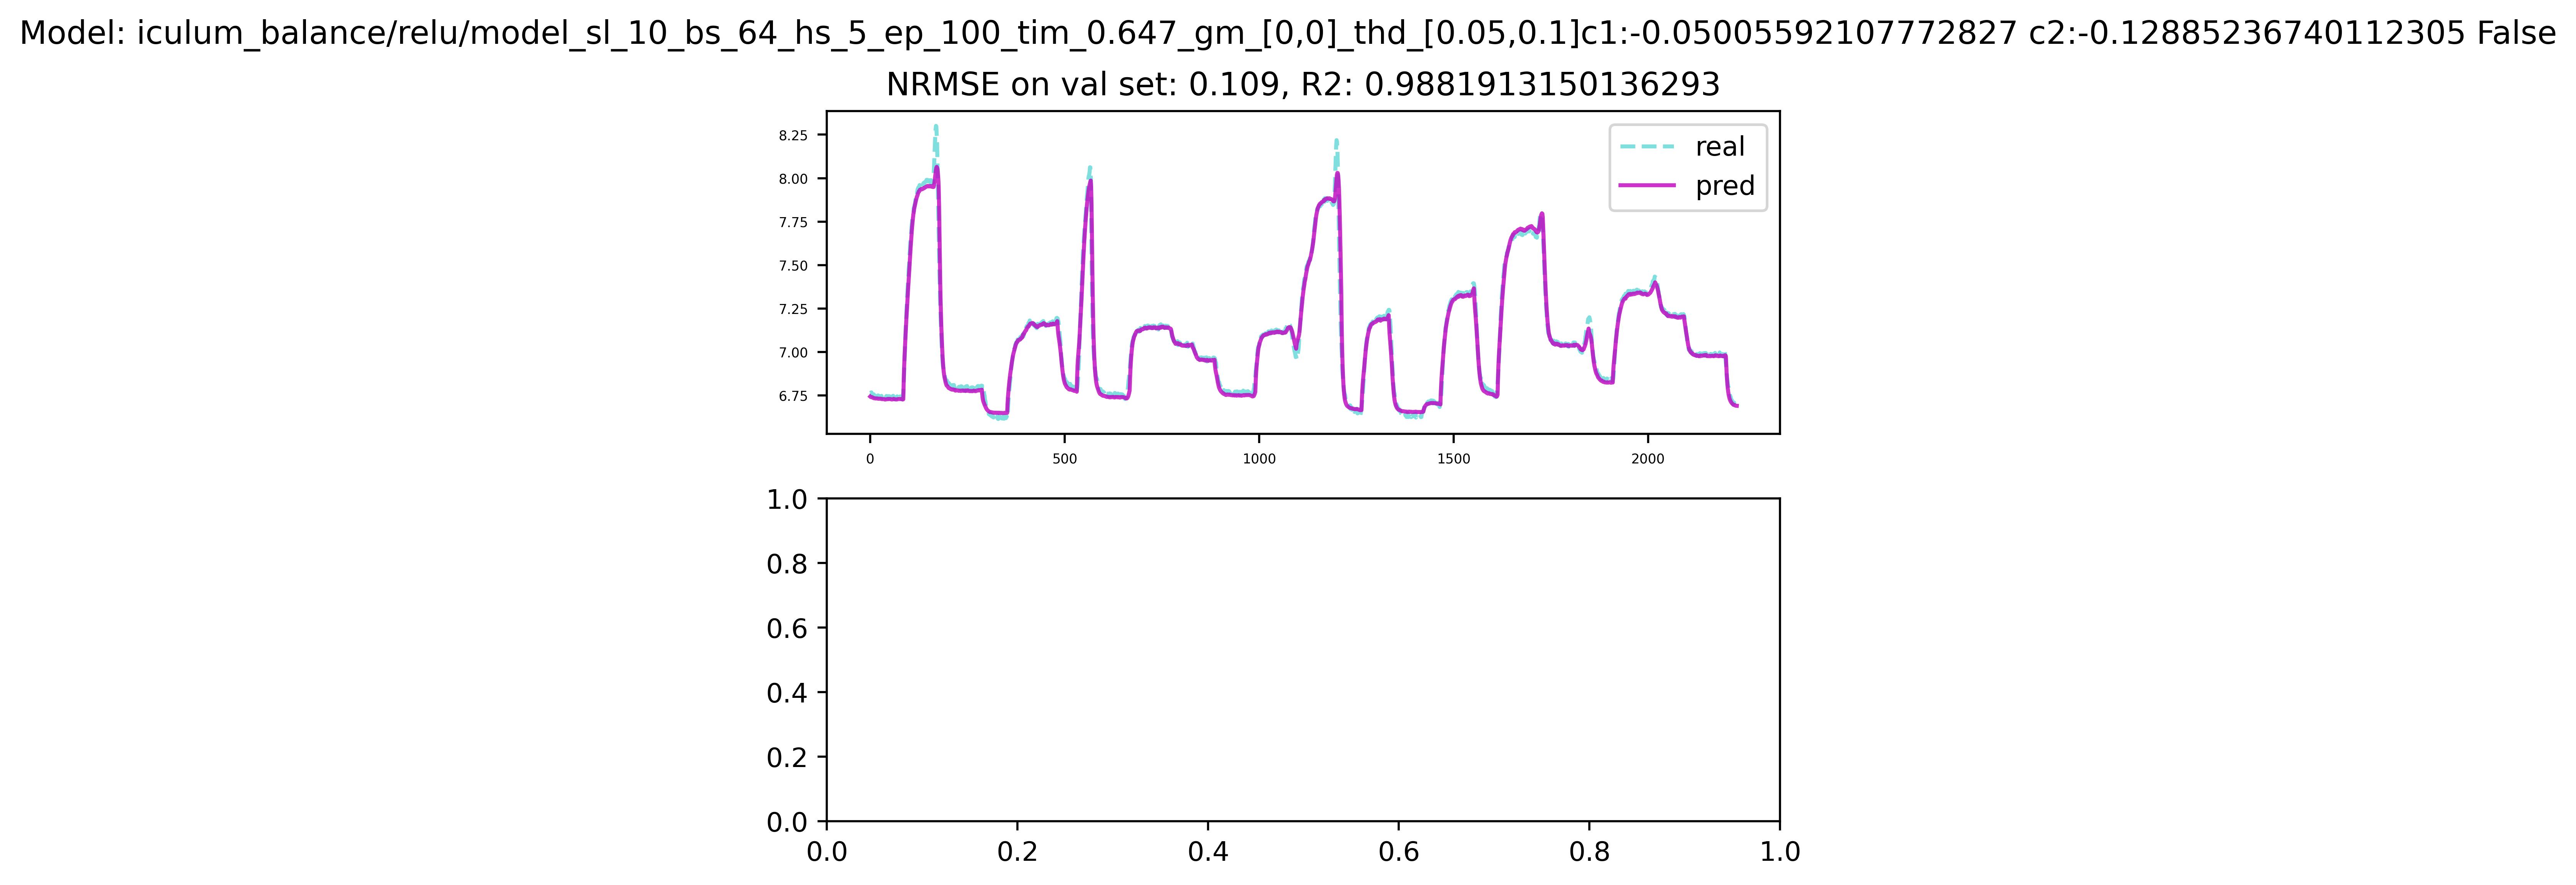 Model: iculum_balance/relu/model_sl_10_bs_64_hs_5_ep_100_tim_0.647_gm_[0,0]_thd_[0.05,0.1]c1:-0.05005592107772827 c2:-0.12885236740112305 False
NRMSE on val set: 0.109, R2: 0.9881913150136293
real
pred
8.25
8.00
7.75
7.50
7.25
7.00
6.75
0 500 1000 1500 2000
1.0
0.8
0.6
0.4
0.2
0.0
0.0 0.2 0.4 0.6 0.8 1.0